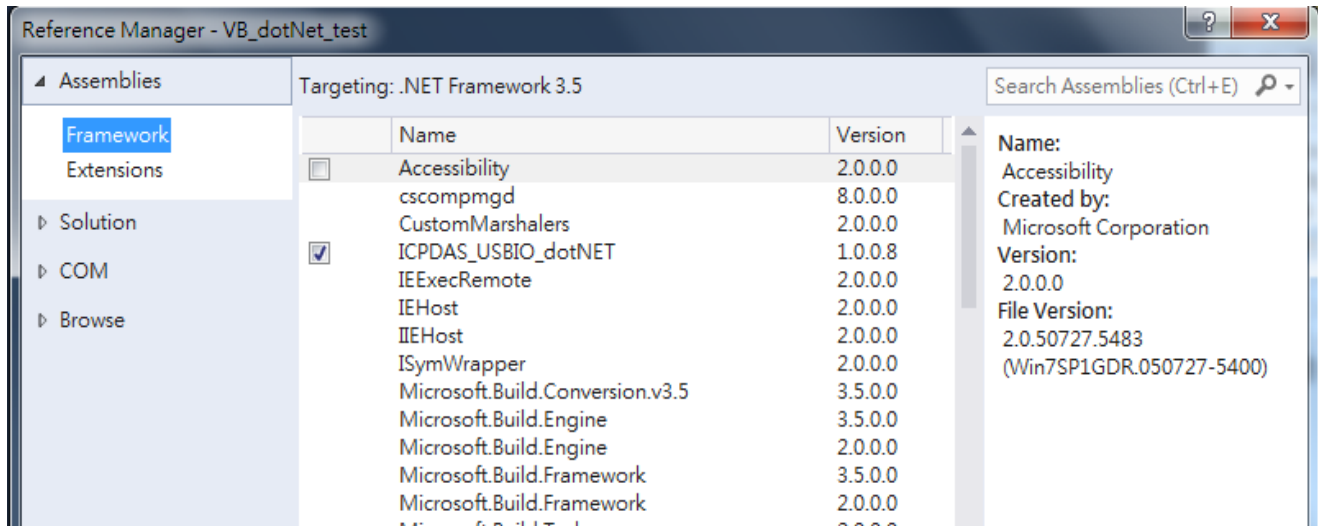 Reference Manager - VB_dotNet_test
Assemblies
Framework
Extensions
Solution
COM
Browse
Targeting: .NET Framework 3.5
Search Assemblies (Ctrl+E)
Name Version
Accessibility 2.0.0.0
cscompmgd 8.0.0.0
CustomMarshalers 2.0.0.0
ICPDAS_USBIO_dotNET 1.0.0.8
IEExecRemote 2.0.0.0
IEHost 2.0.0.0
IIEHost 2.0.0.0
ISymWrapper 2.0.0.0
Microsoft.Build.Conversion.v3.5 3.5.0.0
Microsoft.Build.Engine 3.5.0.0
Microsoft.Build.Engine 2.0.0.0
Microsoft.Build.Framework 3.5.0.0
Microsoft.Build.Framework 2.0.0.0
Name:
Accessibility
Created by:
Microsoft Corporation
Version:
2.0.0.0
File Version:
2.0.50727.5483
(Win7SP1GDR.050727-5400)